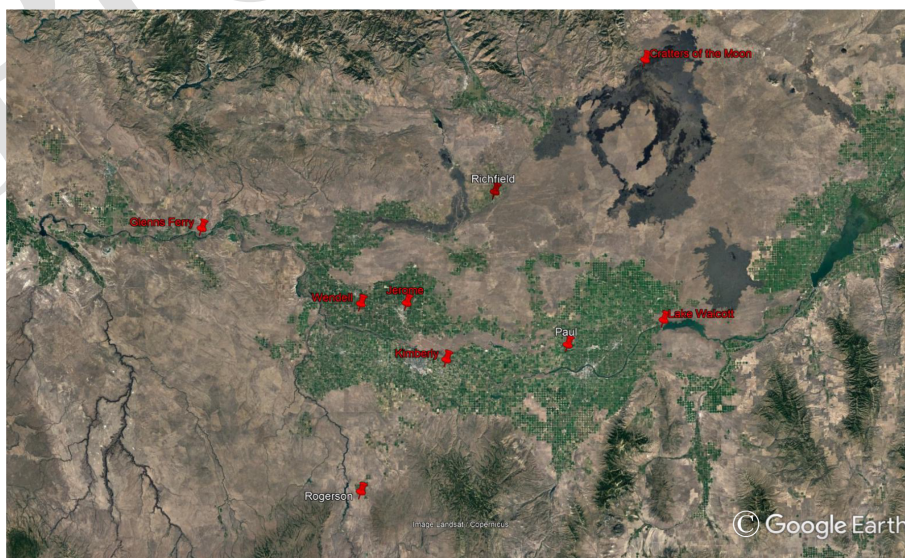 Craters of the Moon
Richfield
Glenns Ferry
Wendell
Jerome
Lake Walcott
Paul
Kimberly
Rogerson
Image Landsat / Copernicus
© Google Earth